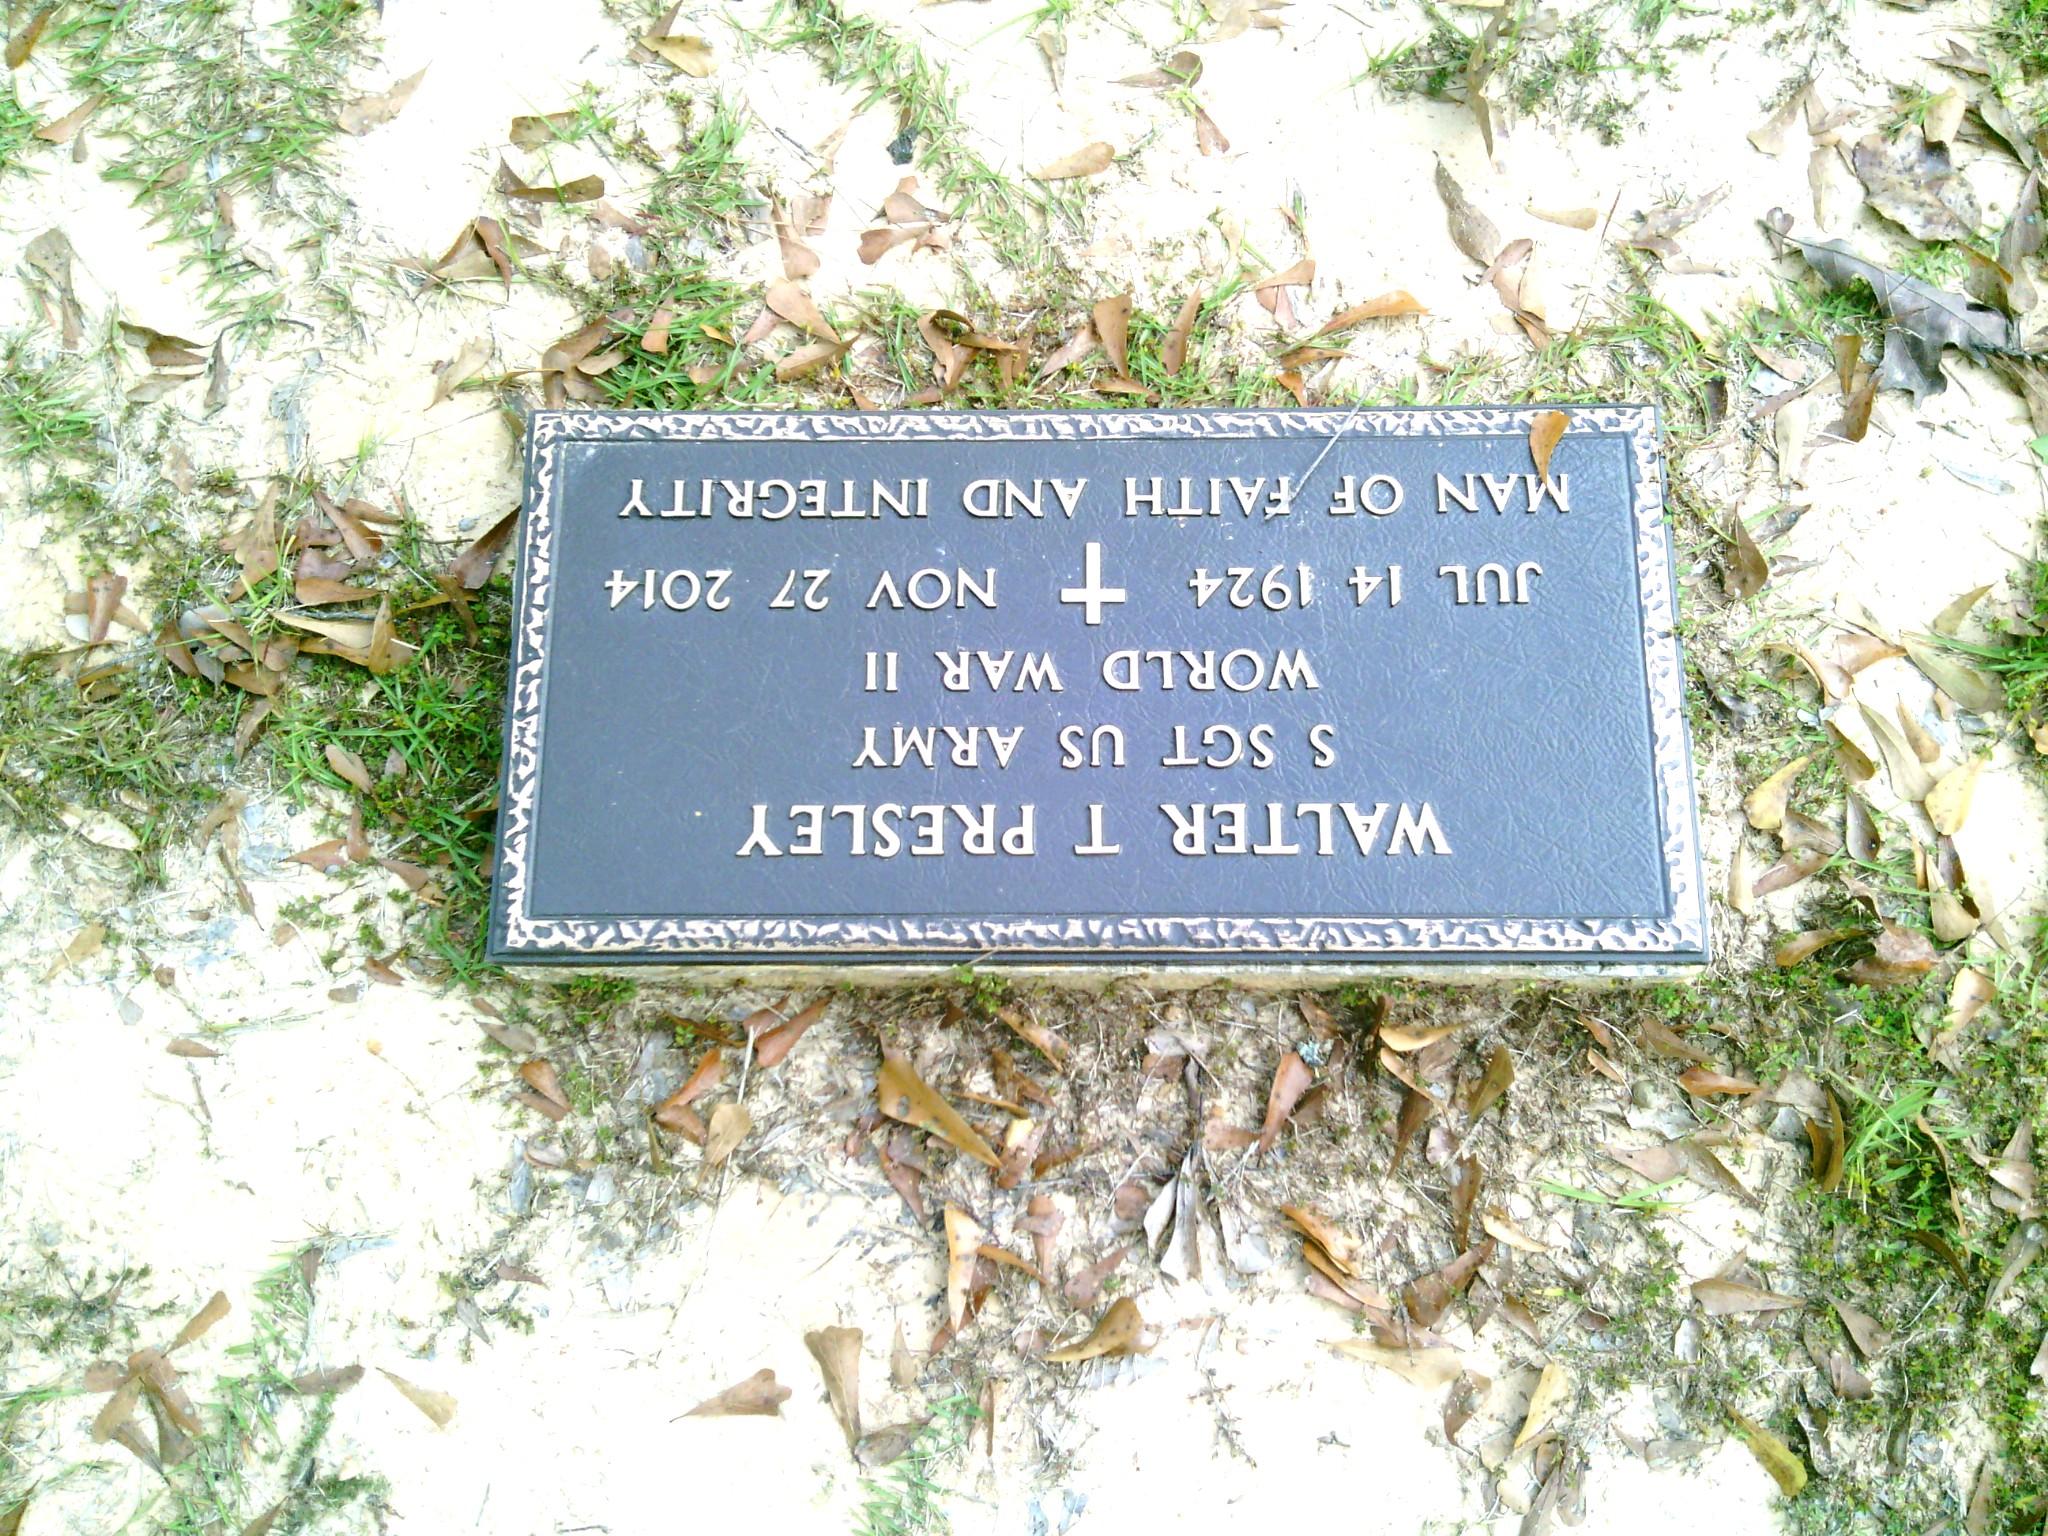 WALTER T PRESLEY
S SGT US ARMY
WORLD WAR II
JUL 14 1924 NOV 27 2014
MAN OF FAITH AND INTEGRITY